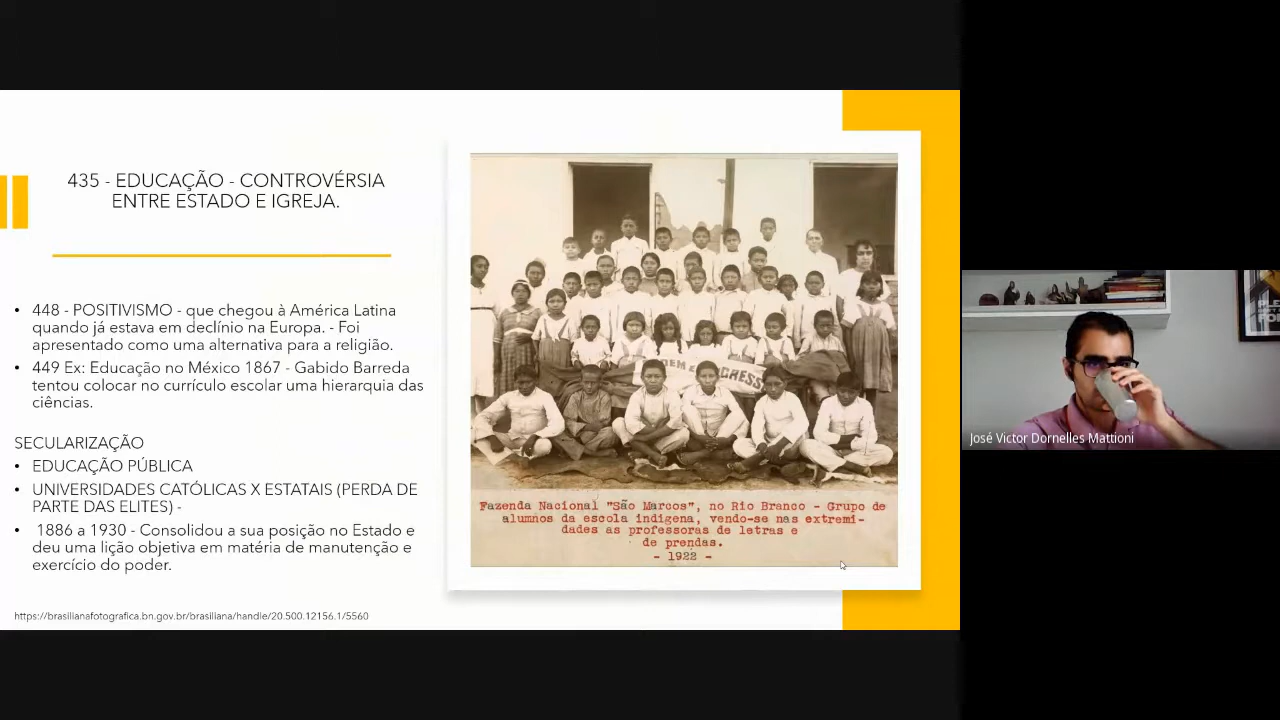 435 - EDUCAÇÃO - CONTROVÉRSIA
ENTRE ESTADO E IGREJA.
• 448 - POSITIVISMO - que chegou à América Latina
quando já estava em declínio na Europa. - Foi
apresentado como uma alternativa para a religião.
• 449 Ex: Educação no México 1867 - Gabido Barreda
tentou colocar no currículo escolar uma hierarquia das
ciências.
SECULARIZAÇÃO
• EDUCAÇÃO PÚBLICA
• UNIVERSIDADES CATÓLICAS X ESTATAIS (PERDA DE
PARTE DAS ELITES) -
• 1886 a 1930 - Consolidou a sua posição no Estado e
deu uma lição objetiva em matéria de manutenção e
exercício do poder.
https://brasilianafotografica.bn.gov.br/brasiliana/handle/20.500.12156.1/5560
Fazenda Nacional "São Marcos", no Rio Branco - Grupo de
alumnos da escola indigena, vendo-se nas extremi-
dades as professoras de letras e
de prendas.
- 1922 -
José Victor Dornelles Mattioni